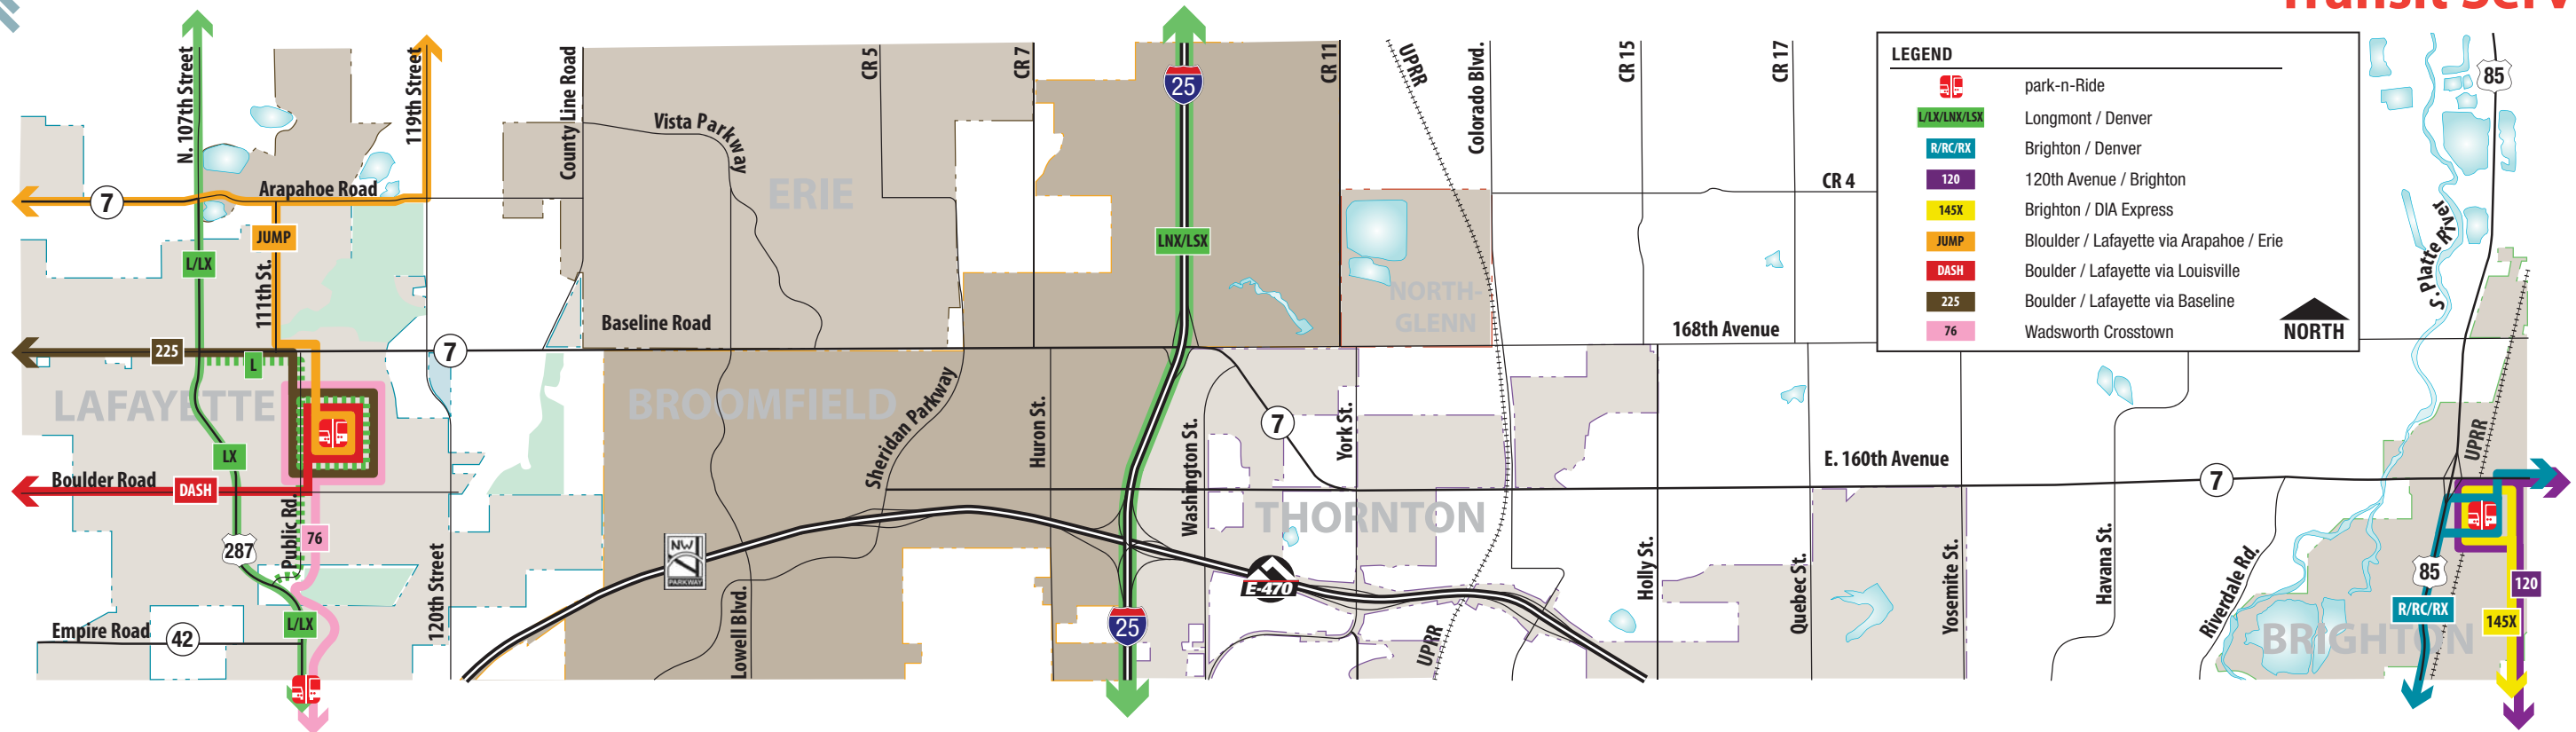 Transit Serv
N. 107th Street
119th Street
County Line Road
CR 5
CR 7
25
CR 11
UPRR
Colorado Blvd.
CR 15
CR 17
LEGEND
park-n-Ride
L/LX/LNX/LSX Longmont / Denver
R/RC/RX Brighton / Denver
120 120th Avenue / Brighton
145X Brighton / DIA Express
JUMP Bloulder / Lafayette via Arapahoe / Erie
DASH Boulder / Lafayette via Louisville
225 Boulder / Lafayette via Baseline
76 Wadsworth Crosstown
NORTH
85
Vista Parkway
7
Arapahoe Road
ERIE
CR 4
JUMP
L/LX
111th St.
LNX/LSX
S. Platte River
NORTH-
GLENN
Baseline Road
168th Avenue
225
L
7
LAFAYETTE
BROOMFIELD
Sheridan Parkway
Huron St.
Washington St.
7
York St.
UPRR
LX
E. 160th Avenue
Boulder Road
DASH
7
Public Rd.
76
THORNTON
287
120th Street
NW
PARKWAY
E-470
Holly St.
Quebec St.
Yosemite St.
Havana St.
Riverdale Rd.
85
120
R/RC/RX
145X
L/LX
Empire Road
42
Lowell Blvd.
25
UPRR
BRIGHTON